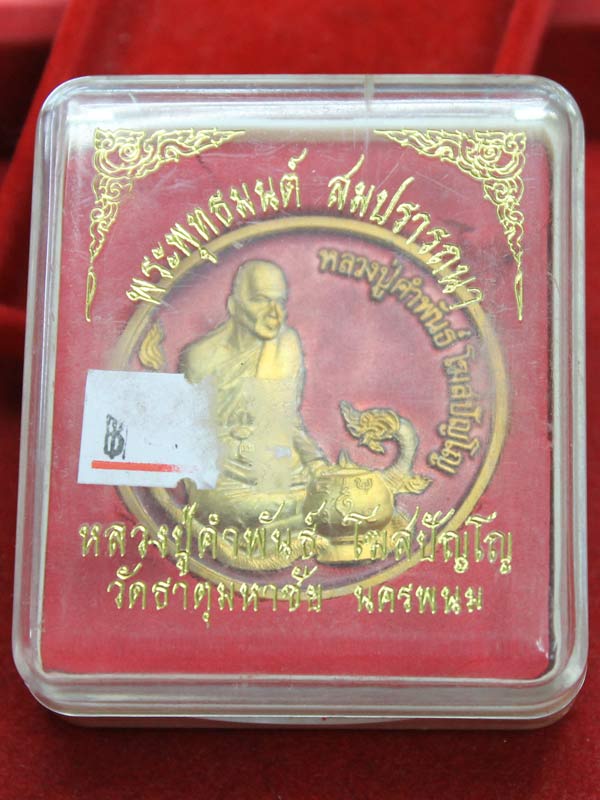 พระพุทธมนต์ สมปรารถนา
หลวงปู่คำพันธ์ โฆสปัญโญ
หลวงปู่คำพันธ์ โฆสปัญโญ
วัดธาตุมหาชัย นครพนม